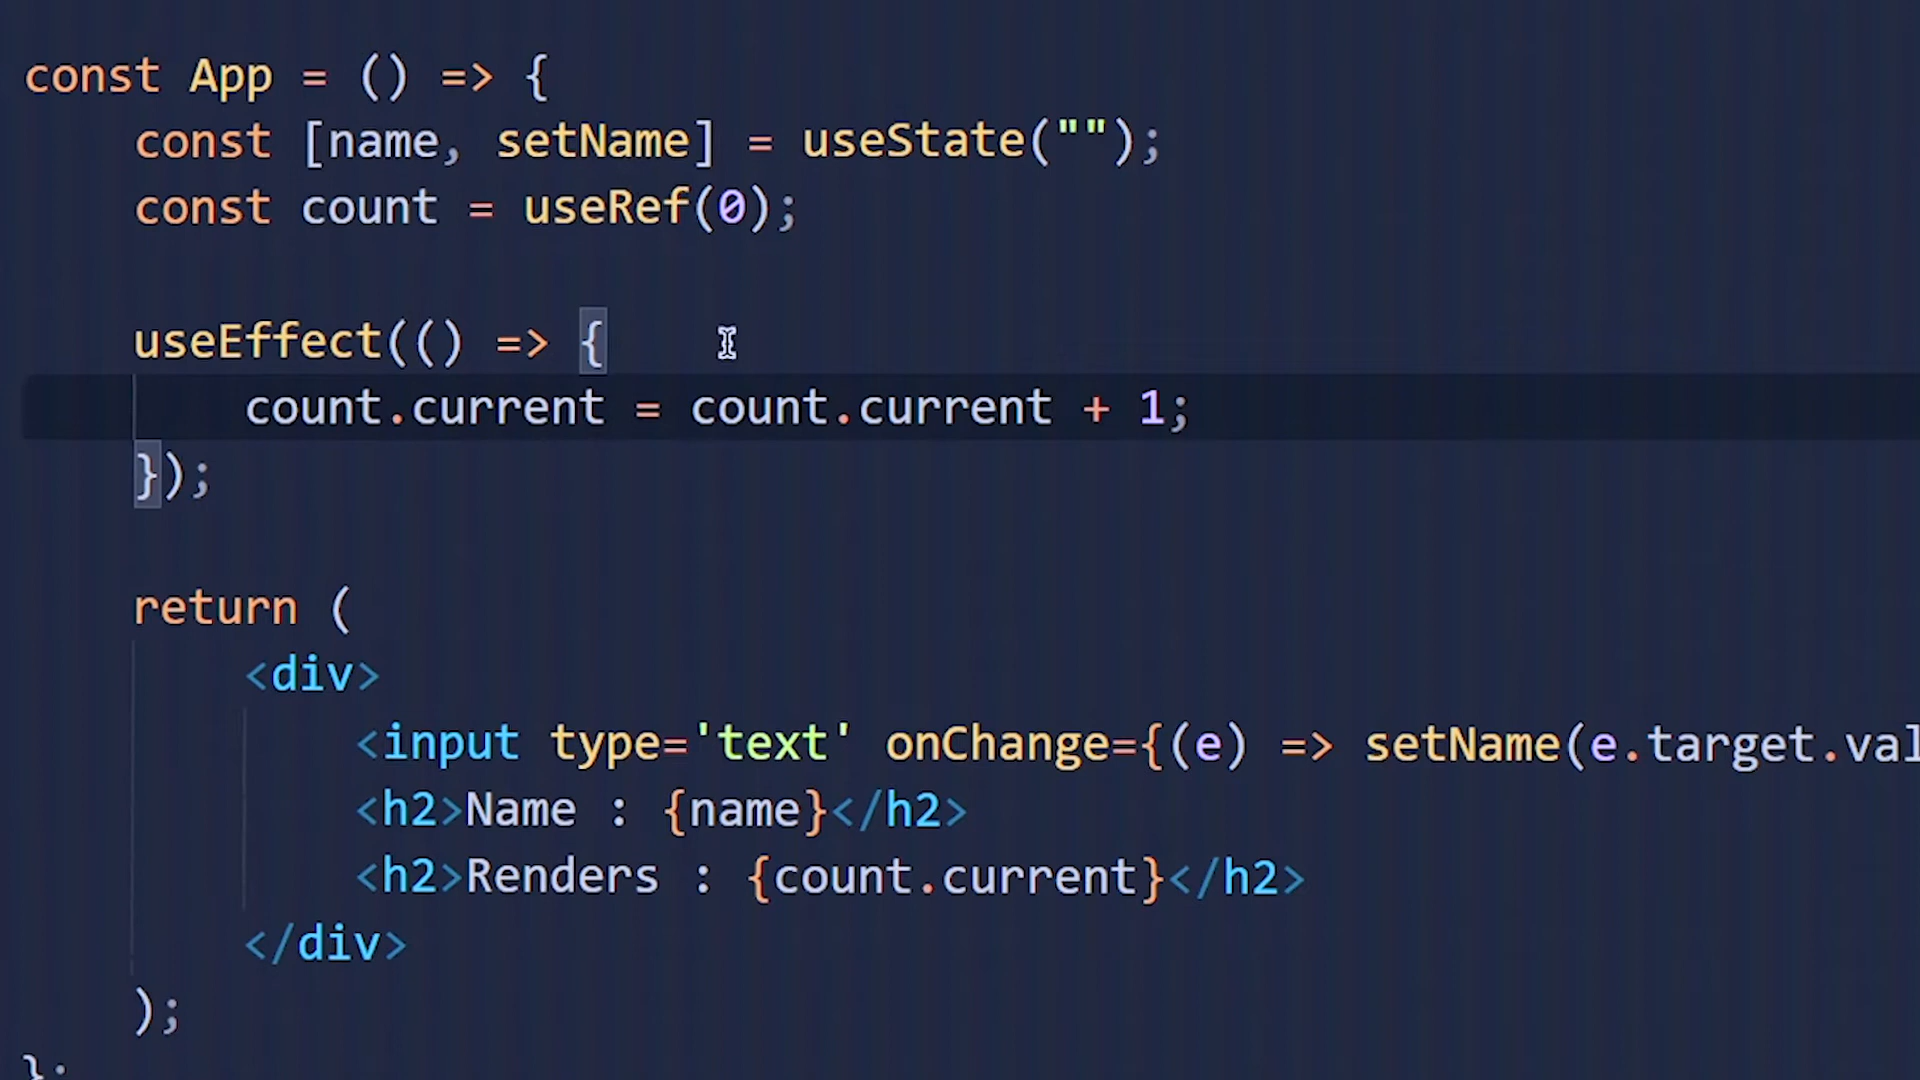 const App = () => {
const [name, setName] = useState("");
const count = useRef(0);
useEffect(() => {
count.current = count.current + 1;
});
return (
<div>
<input type='text' onChange={(e) => setName(e.target.val
<h2>Name : {name}</h2>
<h2>Renders : {count.current}</h2>
</div>
);
};